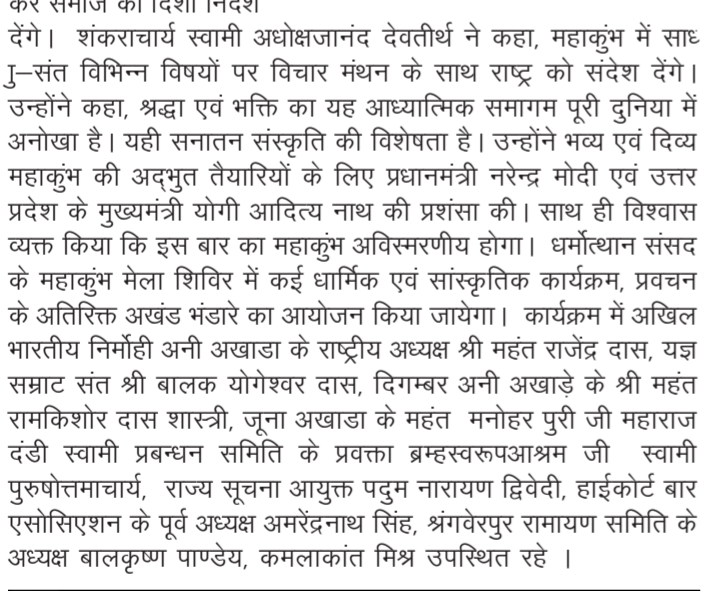 कर समाज को दिशा निर्देश
देंगे। शंकराचार्य स्वामी अधोक्षजानंद देवतीर्थ ने कहा, महाकुंभ में साध
ु–संत विभिन्न विषयों पर विचार मंथन के साथ राष्ट्र को संदेश देंगे।
उन्होंने कहा, श्रद्धा एवं भक्ति का यह आध्यात्मिक समागम पूरी दुनिया में
अनोखा है। यही सनातन संस्कृति की विशेषता है। उन्होंने भव्य एवं दिव्य
महाकुंभ की अद्भुत तैयारियों के लिए प्रधानमंत्री नरेन्द्र मोदी एवं उत्तर
प्रदेश के मुख्यमंत्री योगी आदित्य नाथ की प्रशंसा की। साथ ही विश्वास
व्यक्त किया कि इस बार का महाकुंभ अविस्मरणीय होगा। धर्मोत्थान संसद
के महाकुंभ मेला शिविर में कई धार्मिक एवं सांस्कृतिक कार्यक्रम, प्रवचन
के अतिरिक्त अखंड भंडारे का आयोजन किया जायेगा। कार्यक्रम में अखिल
भारतीय निर्मोही अनी अखाडा के राष्ट्रीय अध्यक्ष श्री महंत राजेंद्र दास, यज्ञ
सम्राट संत श्री बालक योगेश्वर दास, दिगम्बर अनी अखाड़े के श्री महंत
रामकिशोर दास शास्त्री, जूना अखाडा के महंत मनोहर पुरी जी महाराज
दंडी स्वामी प्रबन्धन समिति के प्रवक्ता ब्रम्हस्वरूपआश्रम जी स्वामी
पुरुषोत्तमाचार्य, राज्य सूचना आयुक्त पदुम नारायण द्विवेदी, हाईकोर्ट बार
एसोसिएशन के पूर्व अध्यक्ष अमरेंद्रनाथ सिंह, श्रंगवेरपुर रामायण समिति के
अध्यक्ष बालकृष्ण पाण्डेय, कमलाकांत मिश्र उपस्थित रहे ।